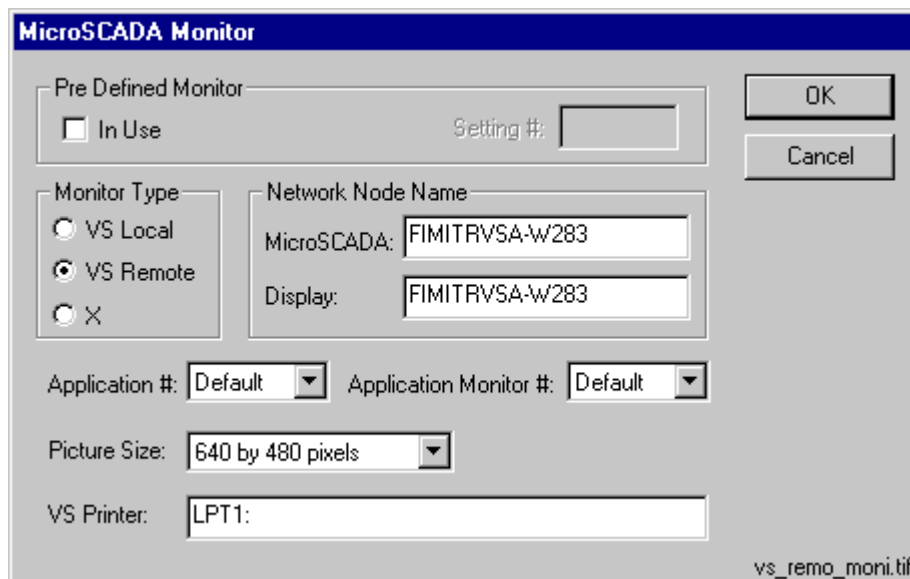 MicroSCADA Monitor
Pre Defined Monitor
In Use
Setting #:
OK
Cancel
Monitor Type
VS Local
VS Remote
X
Network Node Name
MicroSCADA: FIMITRVSA-W283
Display: FIMITRVSA-W283
Application #: Default Application Monitor #: Default
Picture Size: 640 by 480 pixels
VS Printer: LPT1:
vs_remo_moni.tif